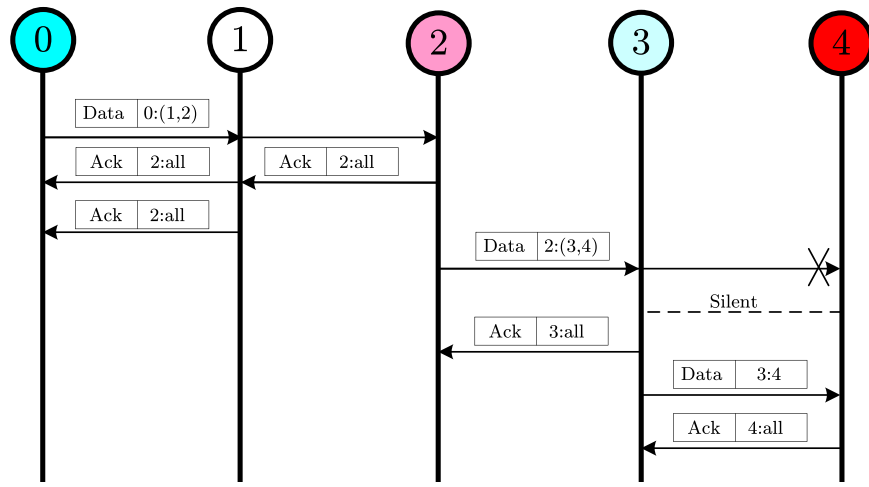 0 1 2 3 4
Data 0:(1,2)
Ack 2:all Ack 2:all
Ack 2:all
Data 2:(3,4)
Silent
Ack 3:all
Data 3:4
Ack 4:all